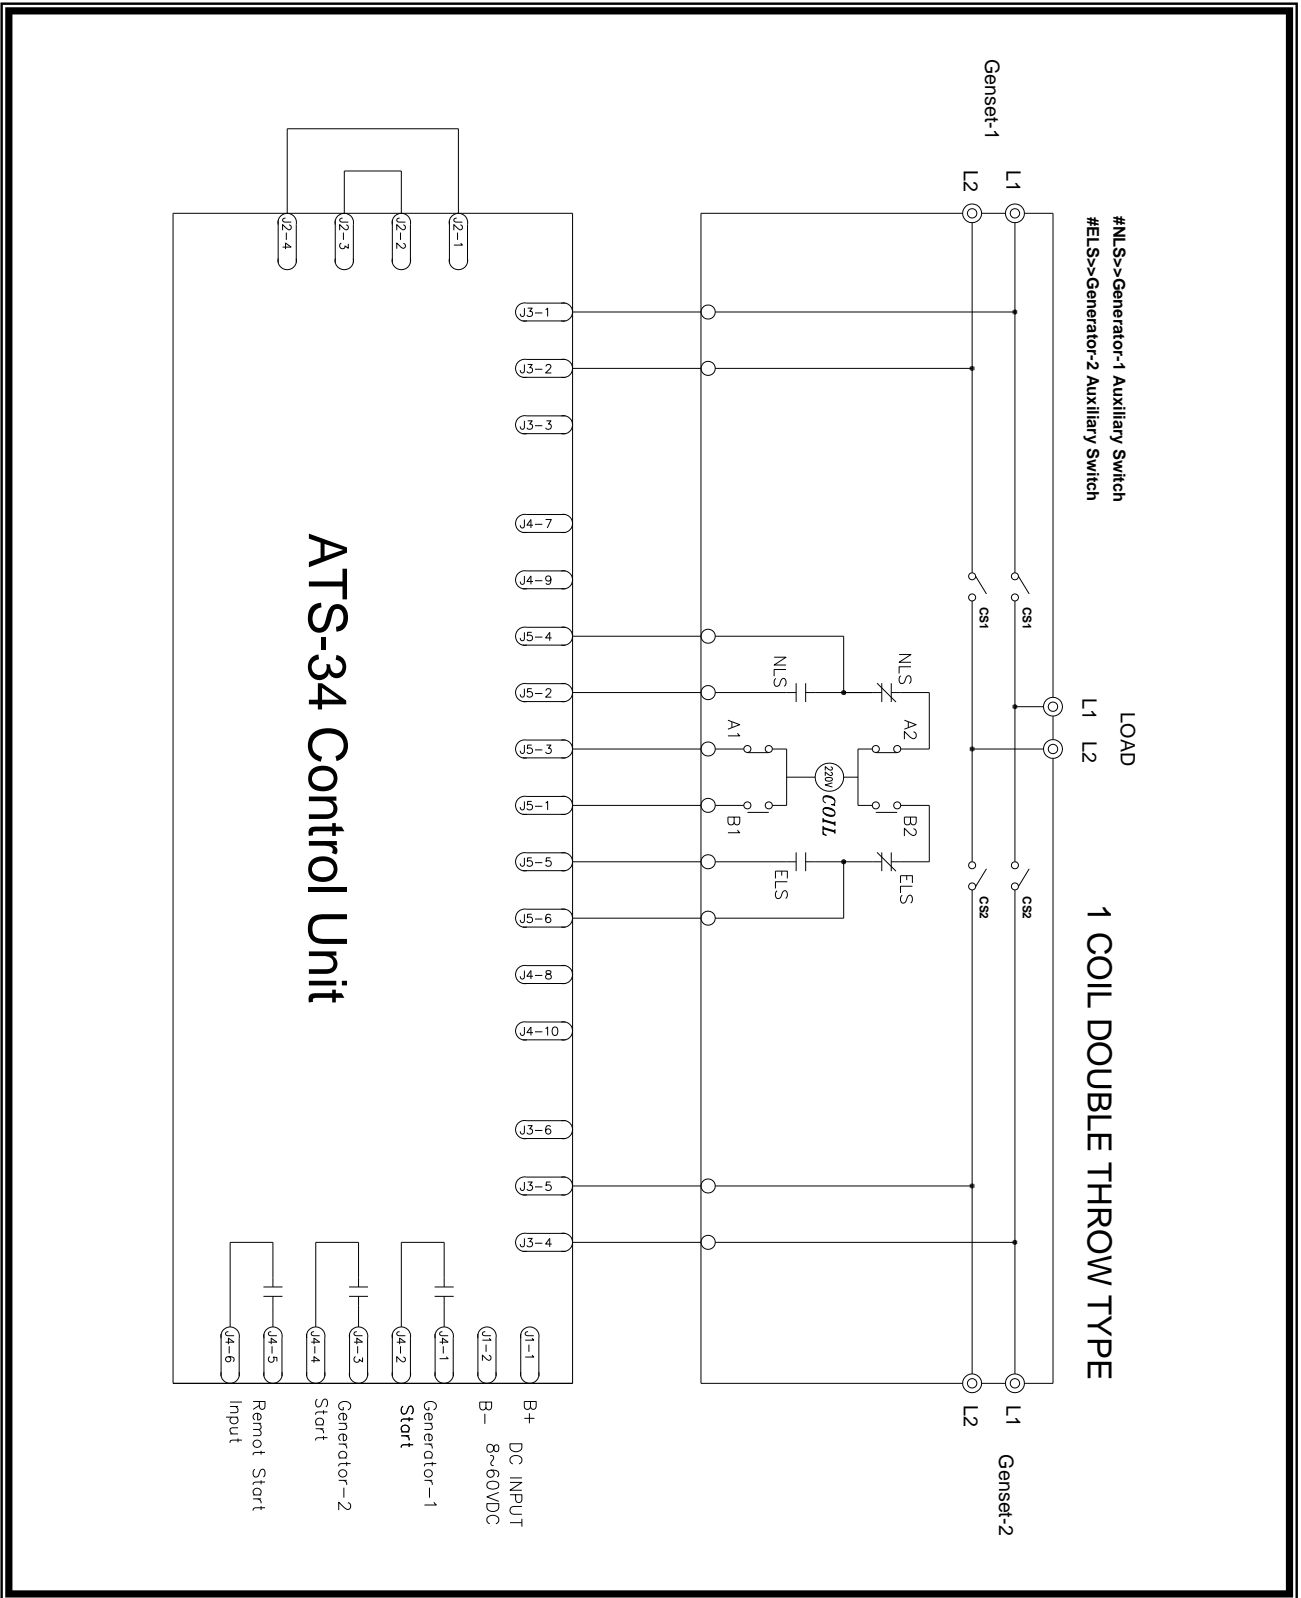 1 COIL DOUBLE THROW TYPE
#NLS>>Generator-1 Auxiliary Switch
#ELS>>Generator-2 Auxiliary Switch
LOAD
L1 L2
Genset-1
L1
L2
CS1
CS1
CS2
CS2
L1
L2
Genset-2
NLS
A2
B2
ELS
220V
COIL
NLS
A1
B1
ELS
J3-1
J3-2
J3-3
J4-7
J4-9
J5-4
J5-2
J5-3
J5-1
J5-5
J5-6
J4-8
J4-10
J3-6
J3-5
J3-4
J2-1
J2-2
J2-3
J2-4
ATS-34 Control Unit
J1-1
B+ DC INPUT
J1-2
B- 8~60VDC
J4-1
Generator-1
J4-2
Start
J4-3
Generator-2
J4-4
Start
J4-5
Remot Start
J4-6
Input